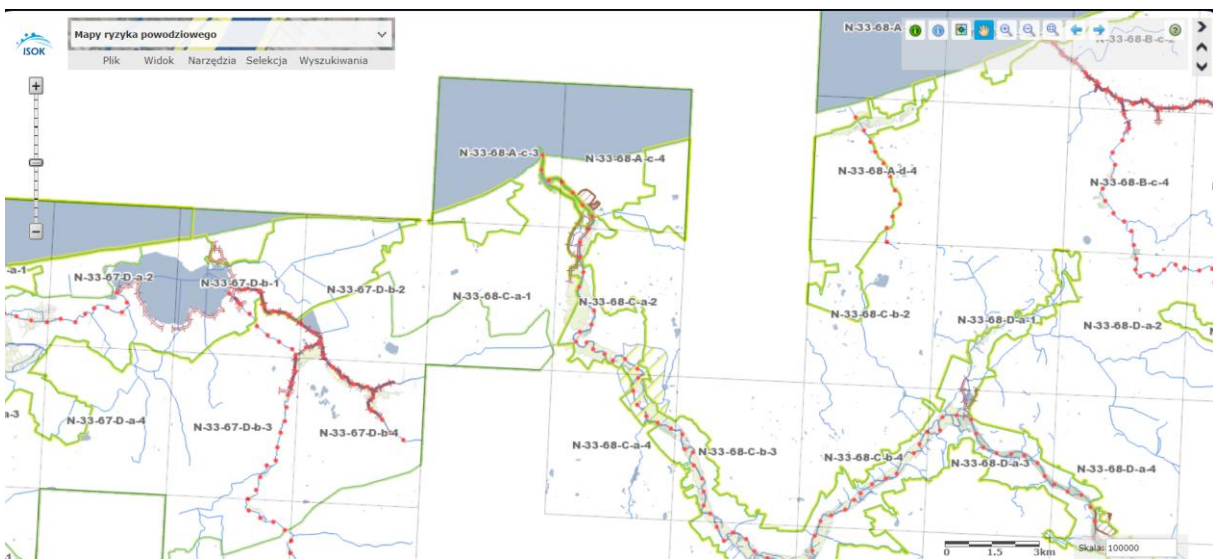 ISOK
Mapy ryzyka powodziowego
Plik Widok Narzędzia Selekcja Wyszukiwania
N-33-68-A-
N-33-68-B-c-2
N-33-68-A-c-3
N-33-68-A-c-4
N-33-68-A-d-4
N-33-68-B-c-4
-a-1
N-33-67-D-a-2
N-33-67-D-b-1
N-33-67-D-b-2
N-33-68-C-a-1
N-33-68-C-a-2
N-33-68-C-b-2
N-33-68-D-a-1
N-33-68-D-a-2
a-3
N-33-67-D-a-4
N-33-67-D-b-3
N-33-67-D-b-4
N-33-68-C-a-4
N-33-68-C-b-3
N-33-68-C-b-4
N-33-68-D-a-3
N-33-68-D-a-4
0 1.5 3km
Skala: 100000